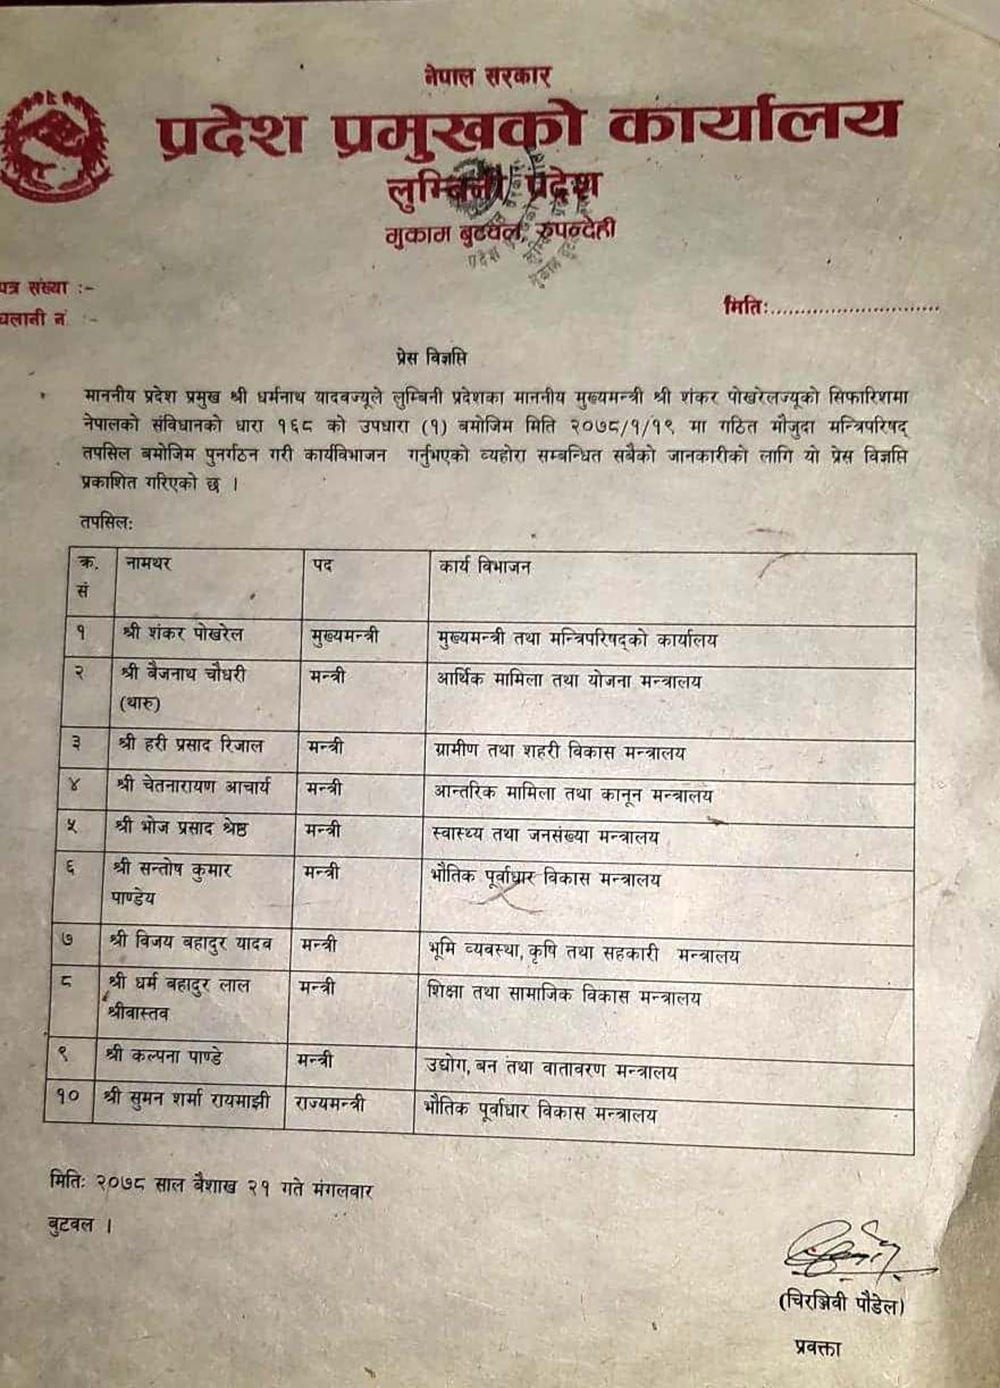 नेपाल सरकार
प्रदेश प्रमुखको कार्यालय
लुम्बिनी प्रदेश
मुकाम बुटवल, रुपन्देही
पत्र संख्या :-
चलानी नं :-
मितिः............................
प्रेस विज्ञप्ति
माननीय प्रदेश प्रमुख श्री धर्मनाथ यादवज्यूले लुम्बिनी प्रदेशका माननीय मुख्यमन्त्री श्री शंकर पोखरेलज्यूको सिफारिशमा
नेपालको संविधानको धारा १६८ को उपधारा (१) बमोजिम मिति २०७८/१/१९ मा गठित मौजुदा मन्त्रिपरिषद्
तपसिल बमोजिम पुनर्गठन गरी कार्यविभाजन गर्नुभएको व्यहोरा सम्बन्धित सबैको जानकारीको लागि यो प्रेस विज्ञप्ति
प्रकाशित गरिएको छ ।
तपसिलः
क्र. सं नामथर पद कार्य विभाजन
१ श्री शंकर पोखरेल मुख्यमन्त्री मुख्यमन्त्री तथा मन्त्रिपरिषद्को कार्यालय
२ श्री बैजनाथ चौधरी (थारु) मन्त्री आर्थिक मामिला तथा योजना मन्त्रालय
३ श्री हरी प्रसाद रिजाल मन्त्री ग्रामीण तथा शहरी विकास मन्त्रालय
४ श्री चेतनारायण आचार्य मन्त्री आन्तरिक मामिला तथा कानून मन्त्रालय
५ श्री भोज प्रसाद श्रेष्ठ मन्त्री स्वास्थ्य तथा जनसंख्या मन्त्रालय
६ श्री सन्तोष कुमार पाण्डेय मन्त्री भौतिक पूर्वाधार विकास मन्त्रालय
७ श्री विजय बहादुर यादव मन्त्री भूमि व्यवस्था, कृषि तथा सहकारी मन्त्रालय
८ श्री धर्म बहादुर लाल श्रीवास्तव मन्त्री शिक्षा तथा सामाजिक विकास मन्त्रालय
९ श्री कल्पना पाण्डे मन्त्री उद्योग, बन तथा वातावरण मन्त्रालय
१० श्री सुमन शर्मा रायमाझी राज्यमन्त्री भौतिक पूर्वाधार विकास मन्त्रालय
मितिः २०७८ साल बैशाख २१ गते मंगलवार
बुटवल ।
(चिरञ्जिवी पौडेल)
प्रवक्ता